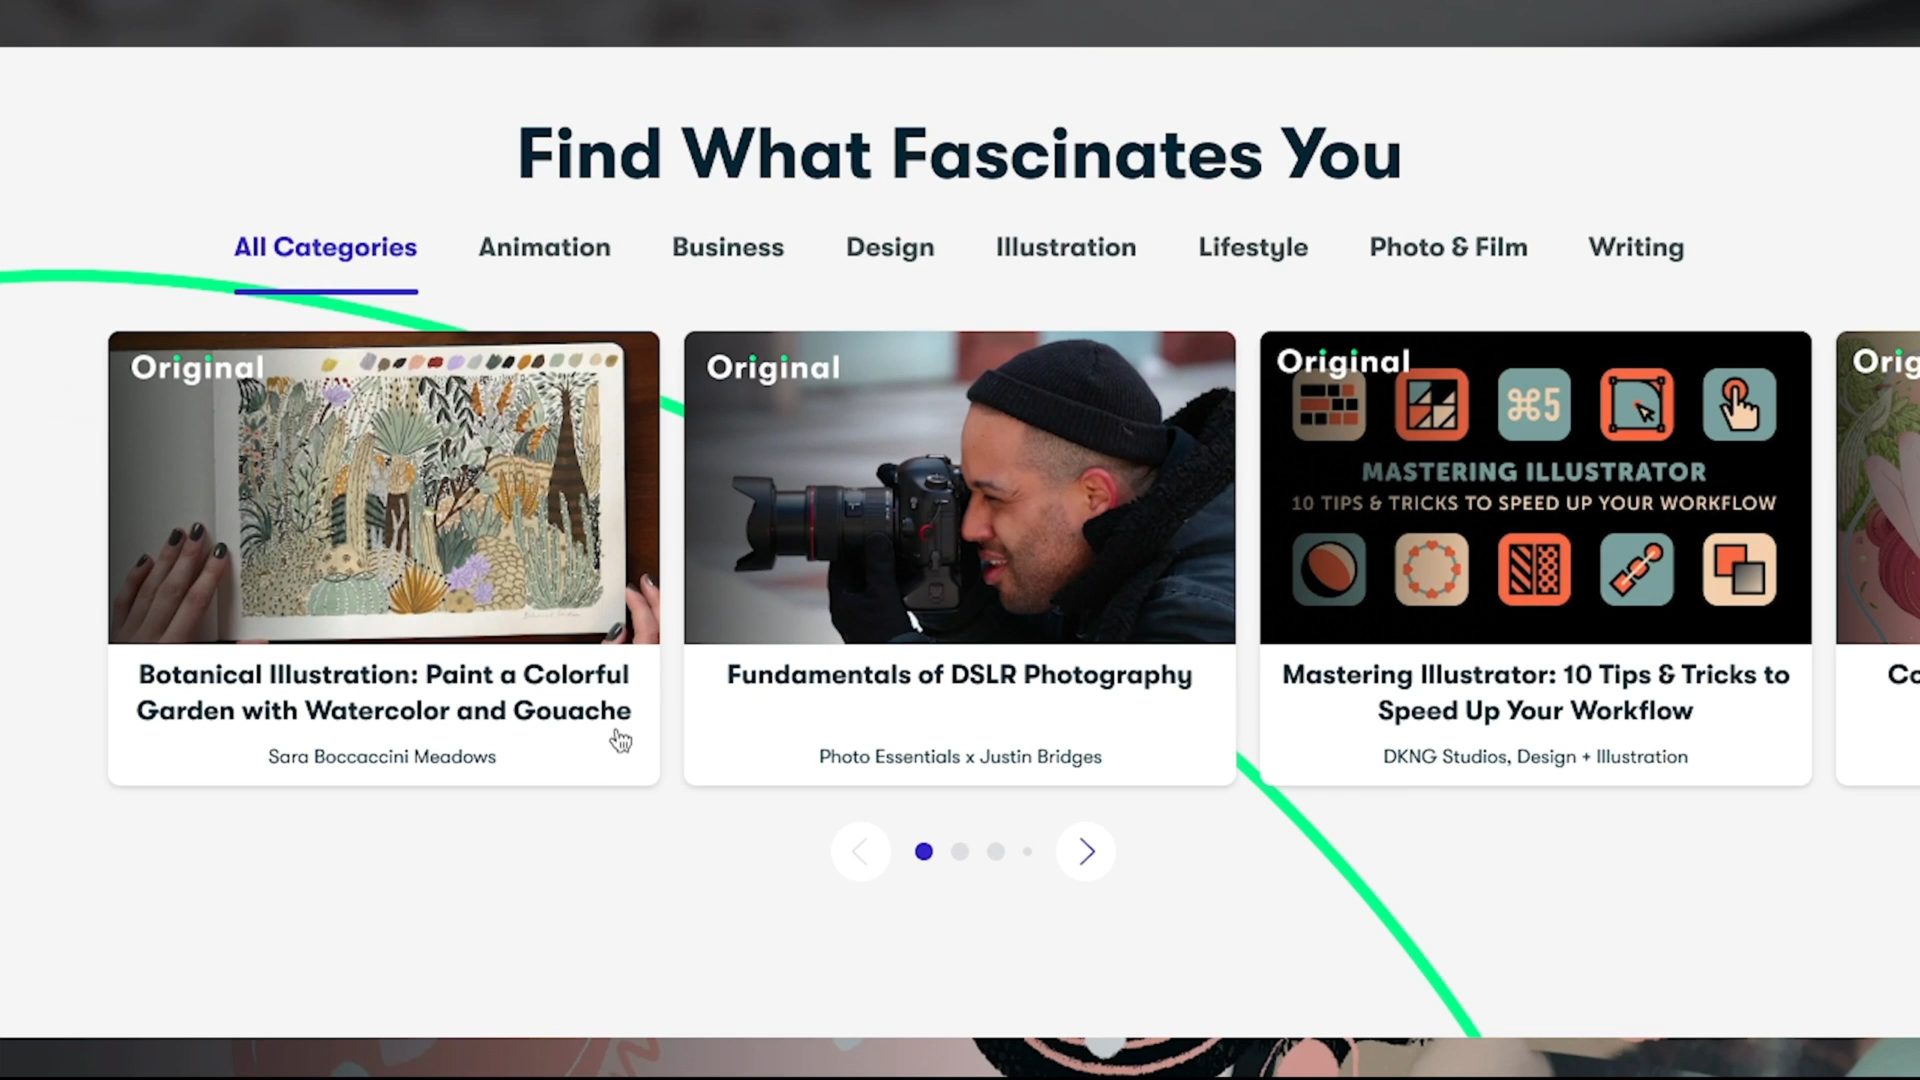 Find What Fascinates You
All Categories Animation Business Design Illustration Lifestyle Photo & Film Writing
Original
Botanical Illustration: Paint a Colorful
Garden with Watercolor and Gouache
Sara Boccaccini Meadows
Original
Fundamentals of DSLR Photography
Photo Essentials x Justin Bridges
Original
⌘5
MASTERING ILLUSTRATOR
10 TIPS & TRICKS TO SPEED UP YOUR WORKFLOW
Mastering Illustrator: 10 Tips & Tricks to
Speed Up Your Workflow
DKNG Studios, Design + Illustration
Orig
Co